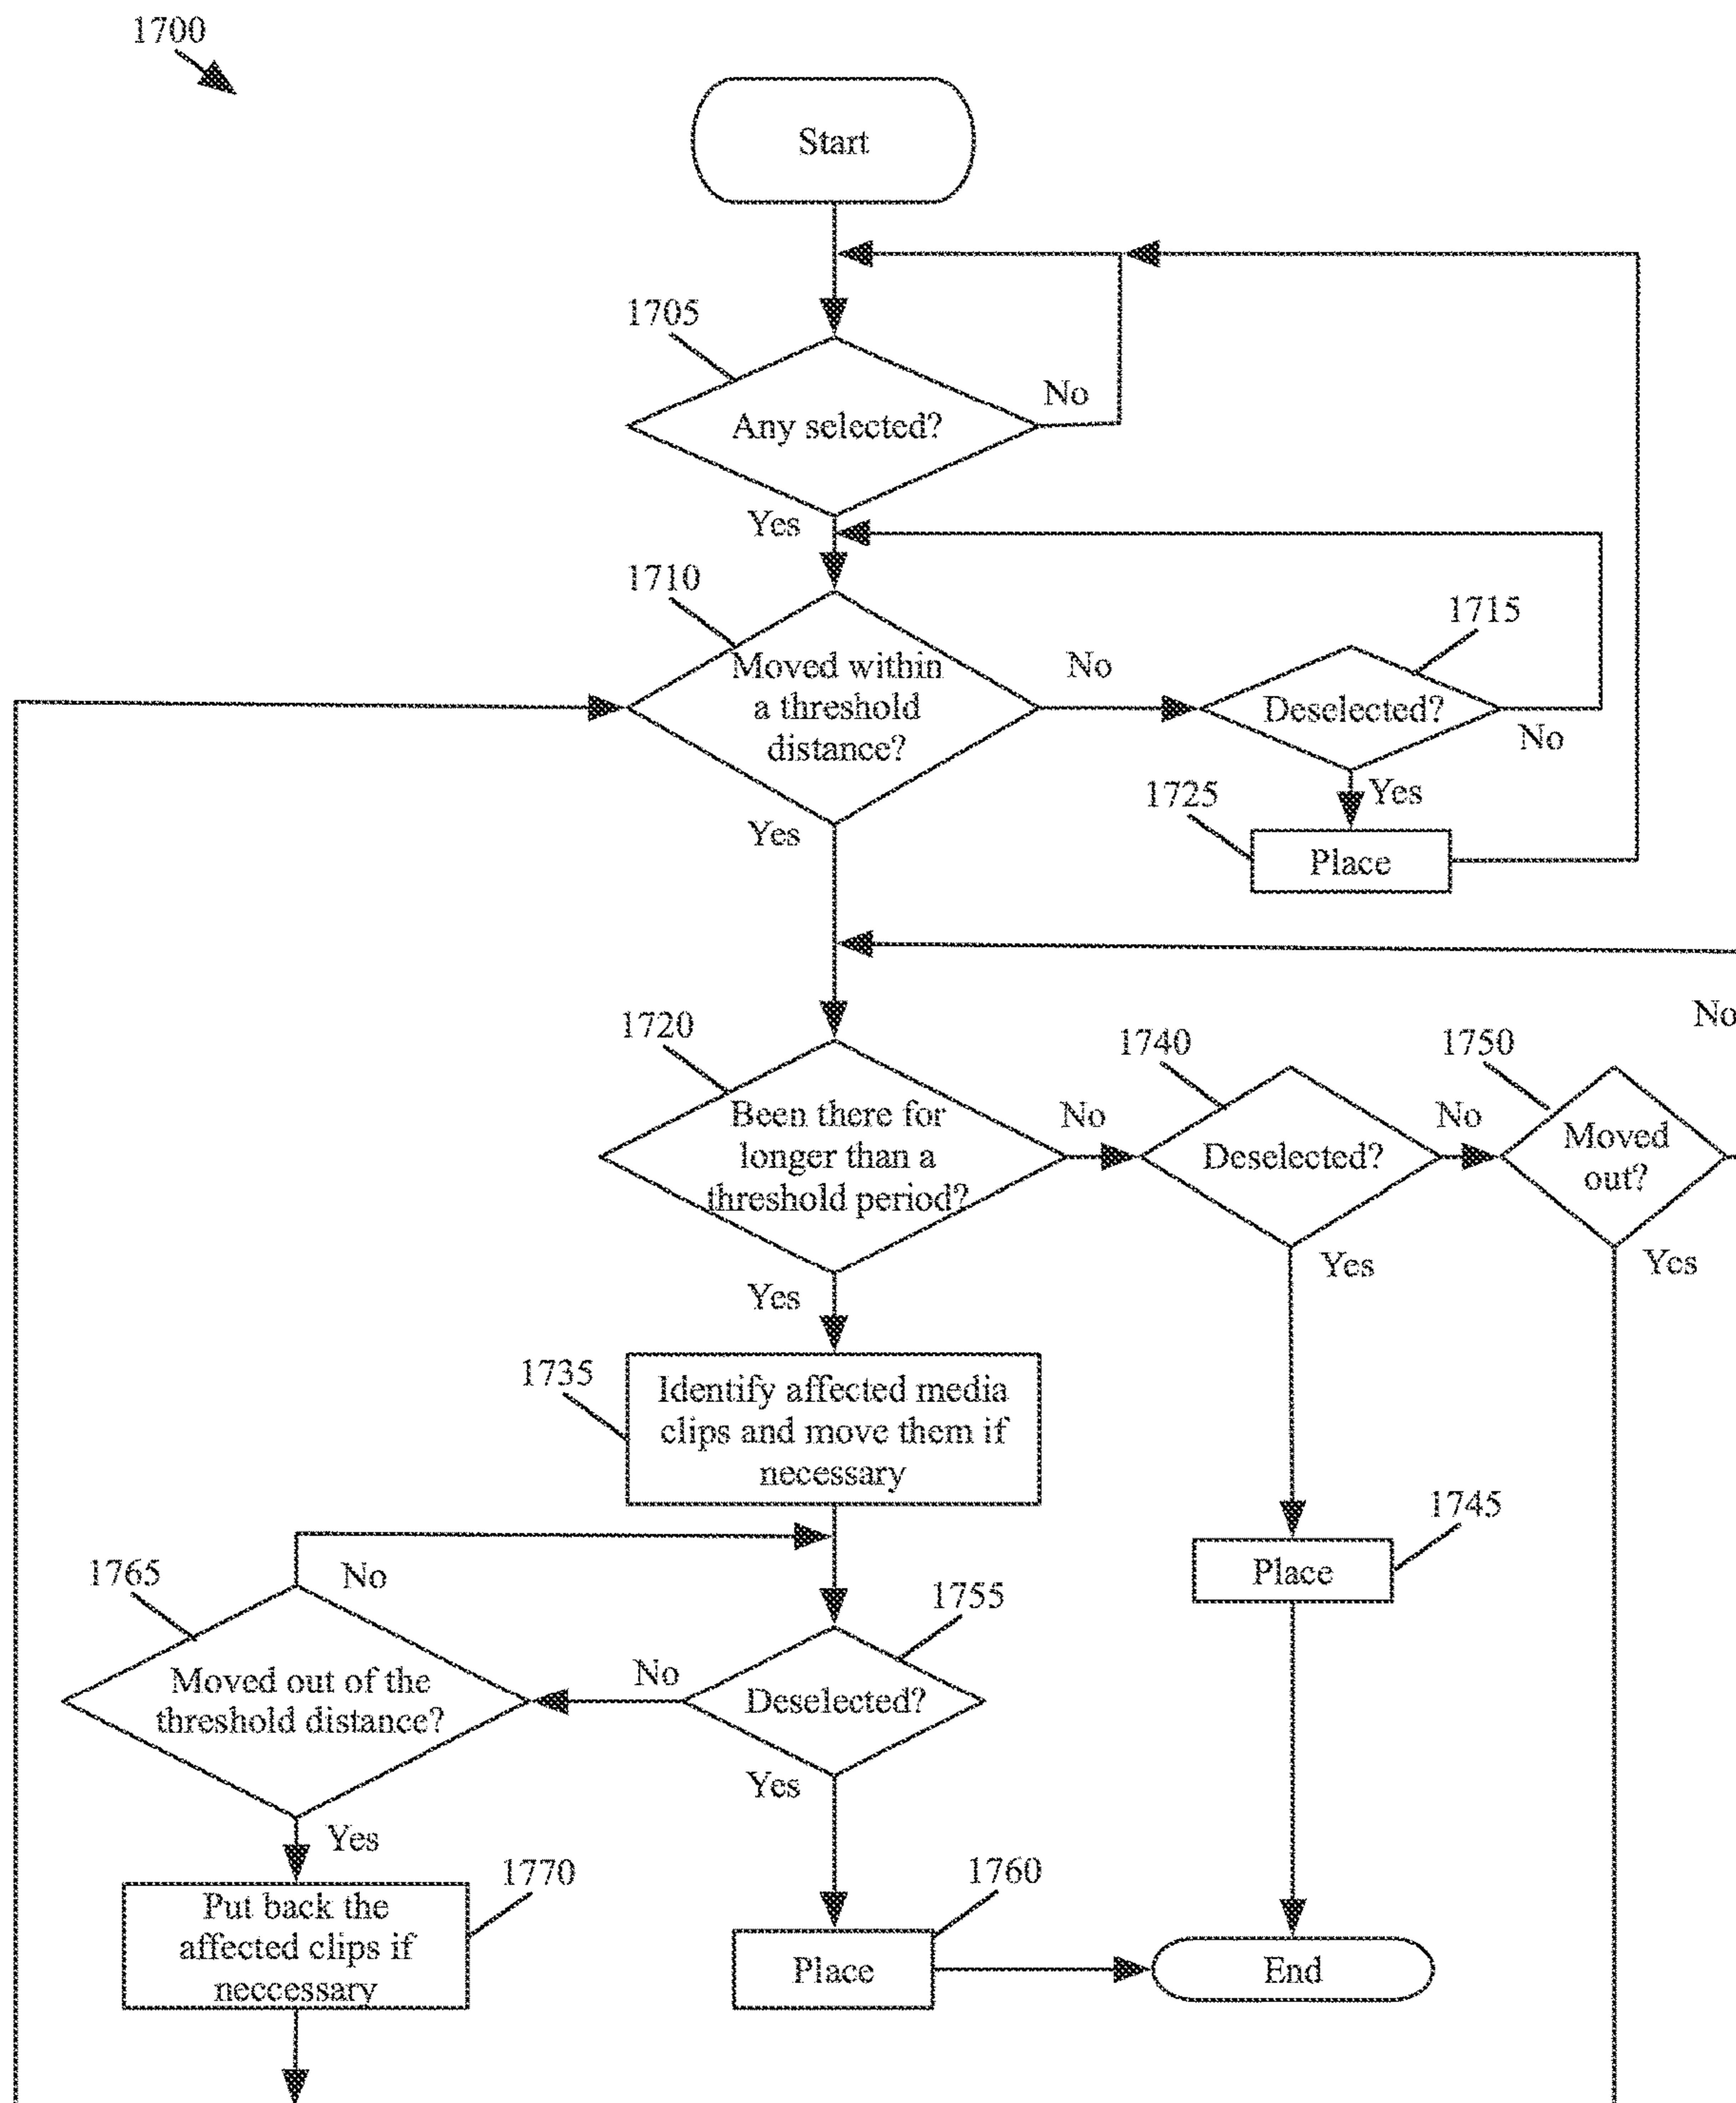 1700
Start
1705
Any selected?
No
Yes
1710
Moved within
a threshold
distance?
No
1715
Deselected?
No
Yes
Yes
1725
Place
1720
Been there for
longer than a
threshold period?
No
1740
Deselected?
No
1750
Moved
out?
No
Yes
Yes
Yes
1735
Identify affected media
clips and move them if
necessary
1745
Place
1765
No
Moved out of the
threshold distance?
No
1755
Deselected?
Yes
Yes
1770
Put back the
affected clips if
neccessary
1760
Place
End